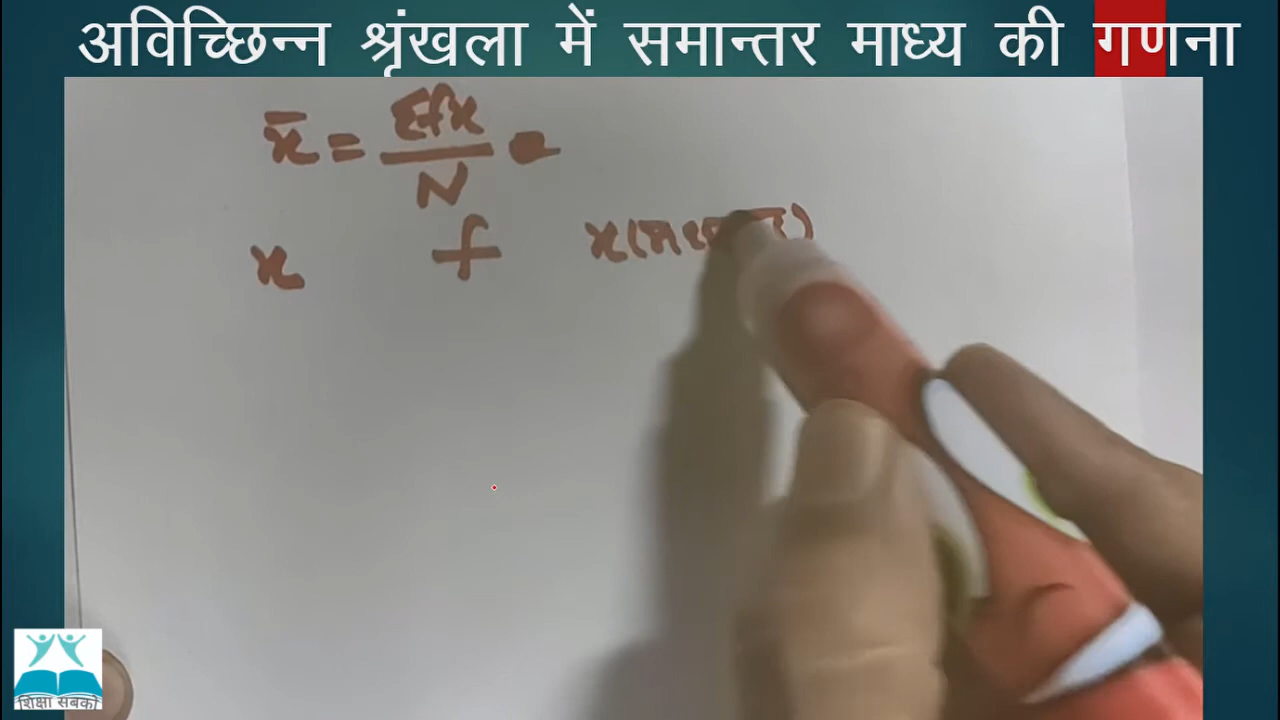 अविच्छिन्न श्रृंखला में समान्तर माध्य की गणना
x̄ = Σfx / N
x f x(
शिक्षा सबको